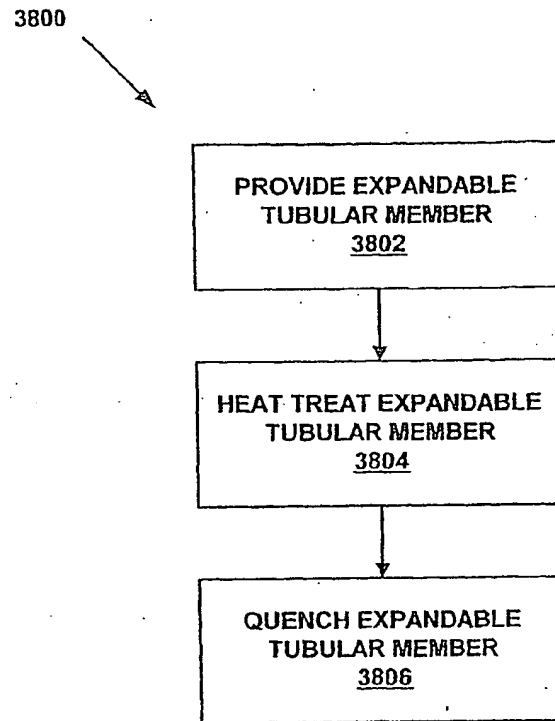 3800
PROVIDE EXPANDABLE
TUBULAR MEMBER
3802
HEAT TREAT EXPANDABLE
TUBULAR MEMBER
3804
QUENCH EXPANDABLE
TUBULAR MEMBER
3806